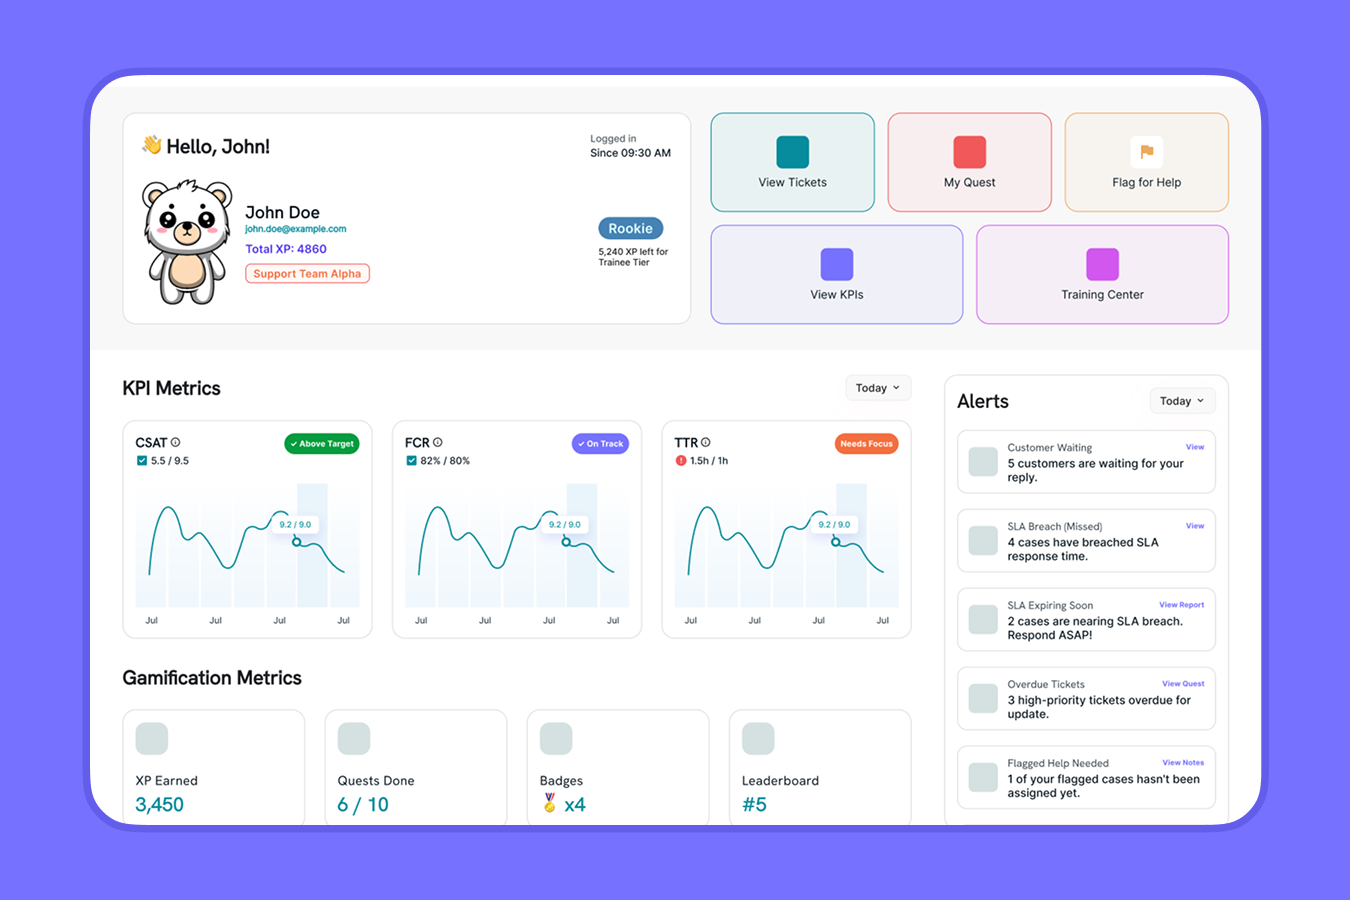 👋 Hello, John!
Logged in
Since 09:30 AM
John Doe
john.doe@example.com
Total XP: 4860
Support Team Alpha
Rookie
5,240 XP left for
Trainee Tier
View Tickets
My Quest
Flag for Help
View KPIs
Training Center
KPI Metrics
Today
CSAT
Above Target
5.5 / 9.5
9.2 / 9.0
Jul Jul Jul Jul
FCR
On Track
82% / 80%
9.2 / 9.0
Jul Jul Jul Jul
TTR
Needs Focus
1.5h / 1h
9.2 / 9.0
Jul Jul Jul Jul
Gamification Metrics
XP Earned
3,450
Quests Done
6 / 10
Badges
🏅 x4
Leaderboard
#5
Alerts
Today
Customer Waiting
View
5 customers are waiting for your
reply.
SLA Breach (Missed)
View
4 cases have breached SLA
response time.
SLA Expiring Soon
View Report
2 cases are nearing SLA breach.
Respond ASAP!
Overdue Tickets
View Quest
3 high-priority tickets overdue for
update.
Flagged Help Needed
View Notes
1 of your flagged cases hasn't been
assigned yet.